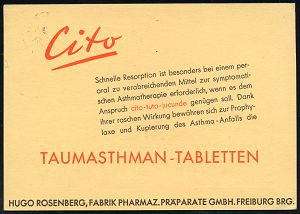 Cito
Schnelle Resorption ist besonders bei einem per-
oral zu verabreichenden Mittel zur symptomati-
schen Asthmatherapie erforderlich, wenn es dem
Anspruch cito-tuto-jucunde genügen soll. Dank
ihrer raschen Wirkung bewähren sich zur Prophy-
laxe und Kupierung des Asthma-Anfalls die
TAUMASTHMAN-TABLETTEN
HUGO ROSENBERG, FABRIK PHARMAZ. PRÄPARATE GMBH. FREIBURG BRG.